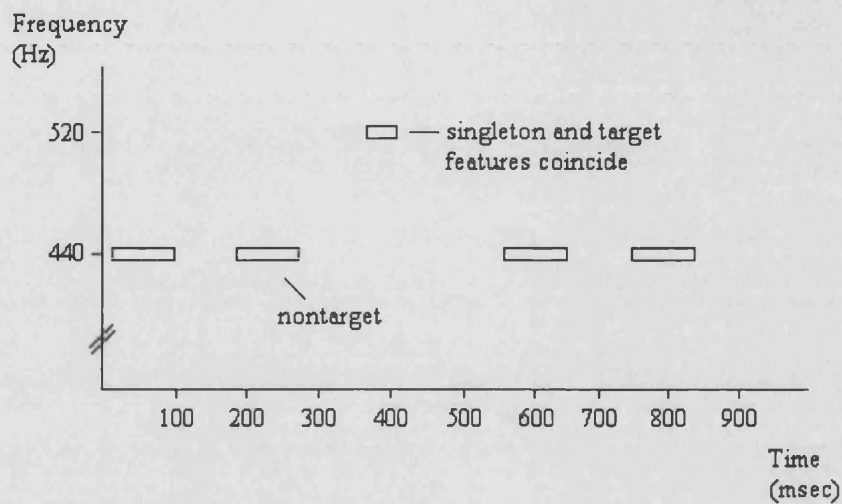 Frequency
(Hz)
520
singleton and target
features coincide
440
nontarget
100 200 300 400 500 600 700 800 900
Time
(msec)